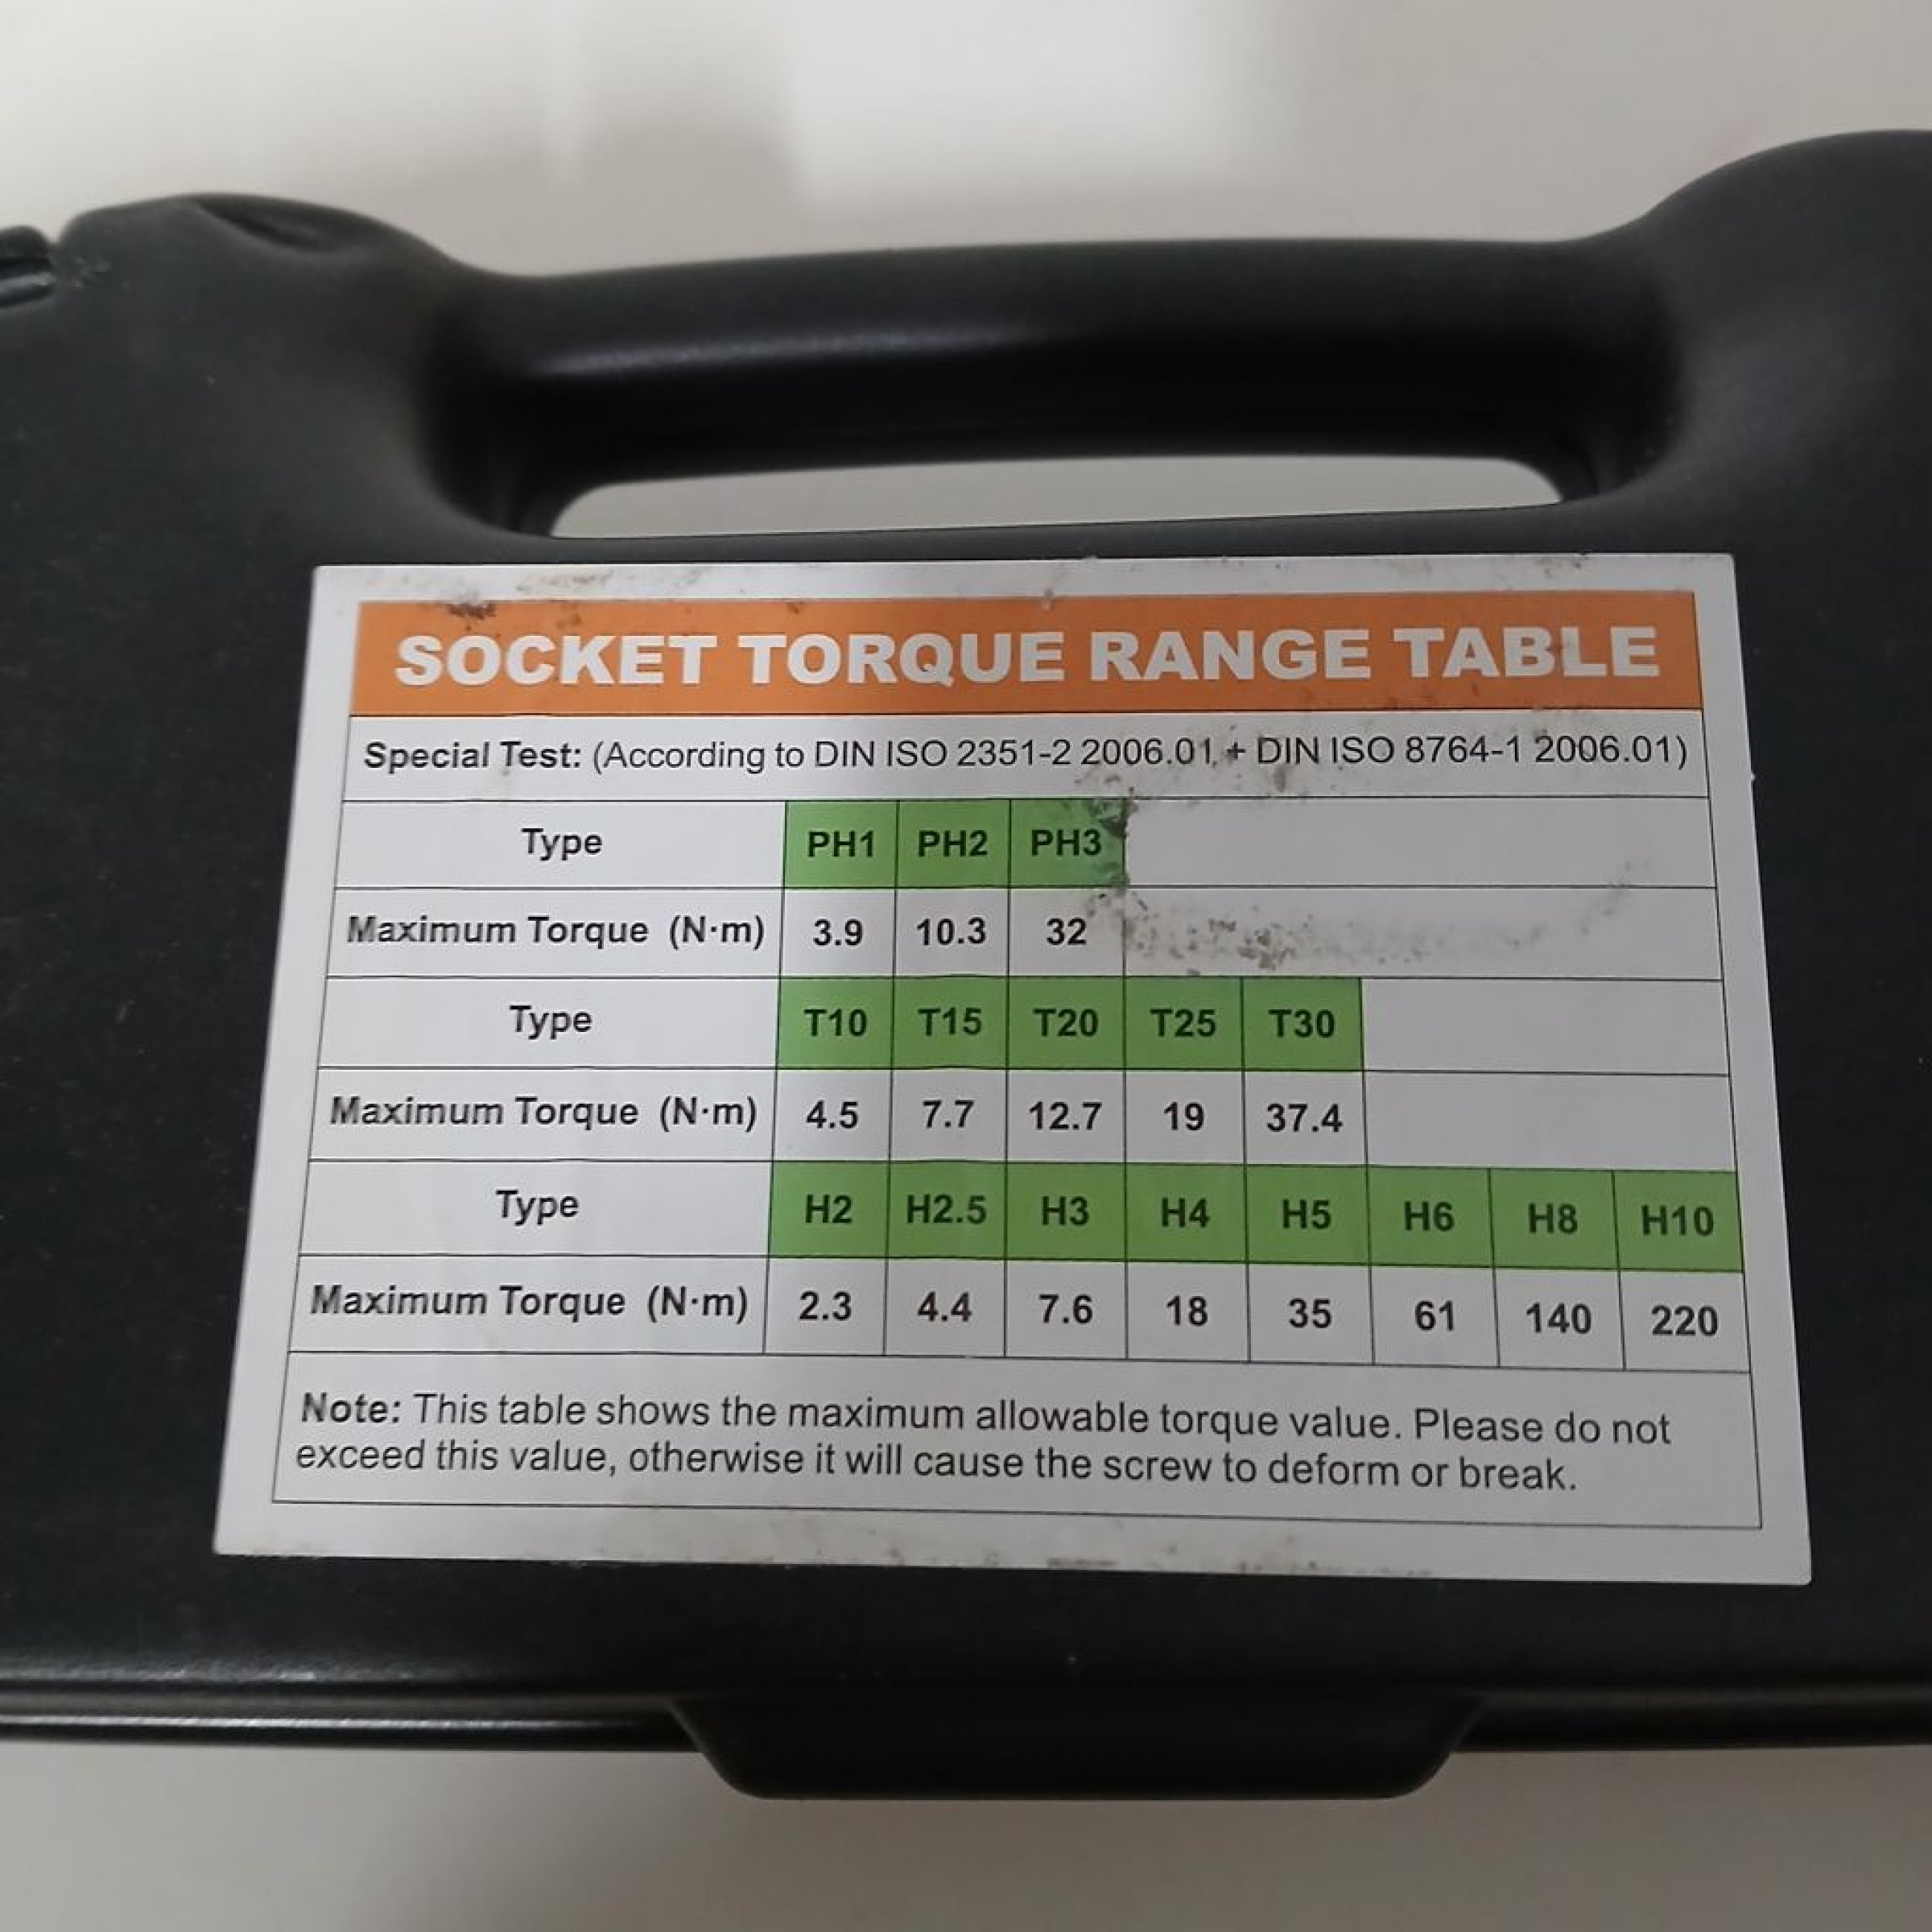 SOCKET TORQUE RANGE TABLE
Special Test: (According to DIN ISO 2351-2 2006.01 + DIN ISO 8764-1 2006.01)
Type PH1 PH2 PH3
Maximum Torque (N·m) 3.9 10.3 32
Type T10 T15 T20 T25 T30
Maximum Torque (N·m) 4.5 7.7 12.7 19 37.4
Type H2 H2.5 H3 H4 H5 H6 H8 H10
Maximum Torque (N·m) 2.3 4.4 7.6 18 35 61 140 220
Note: This table shows the maximum allowable torque value. Please do not
exceed this value, otherwise it will cause the screw to deform or break.